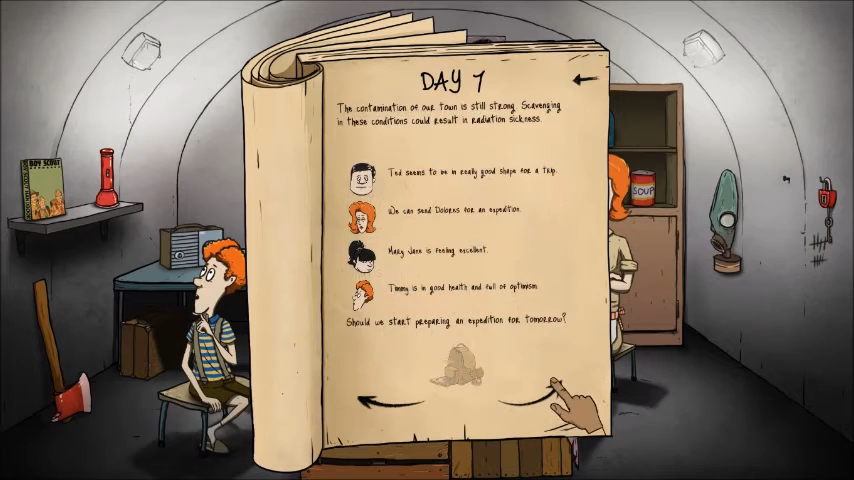 DAY 7
The contamination of our town is still strong. Scavenging
in these conditions could result in radiation sickness.
Ted seems to be in really good shape for a trip.
We can send Dolores for an expedition.
Mary Jane is feeling excellent.
Timmy is in good health and full of optimism.
Should we start preparing an expedition for tomorrow?
BOY SCOUT
SOUP